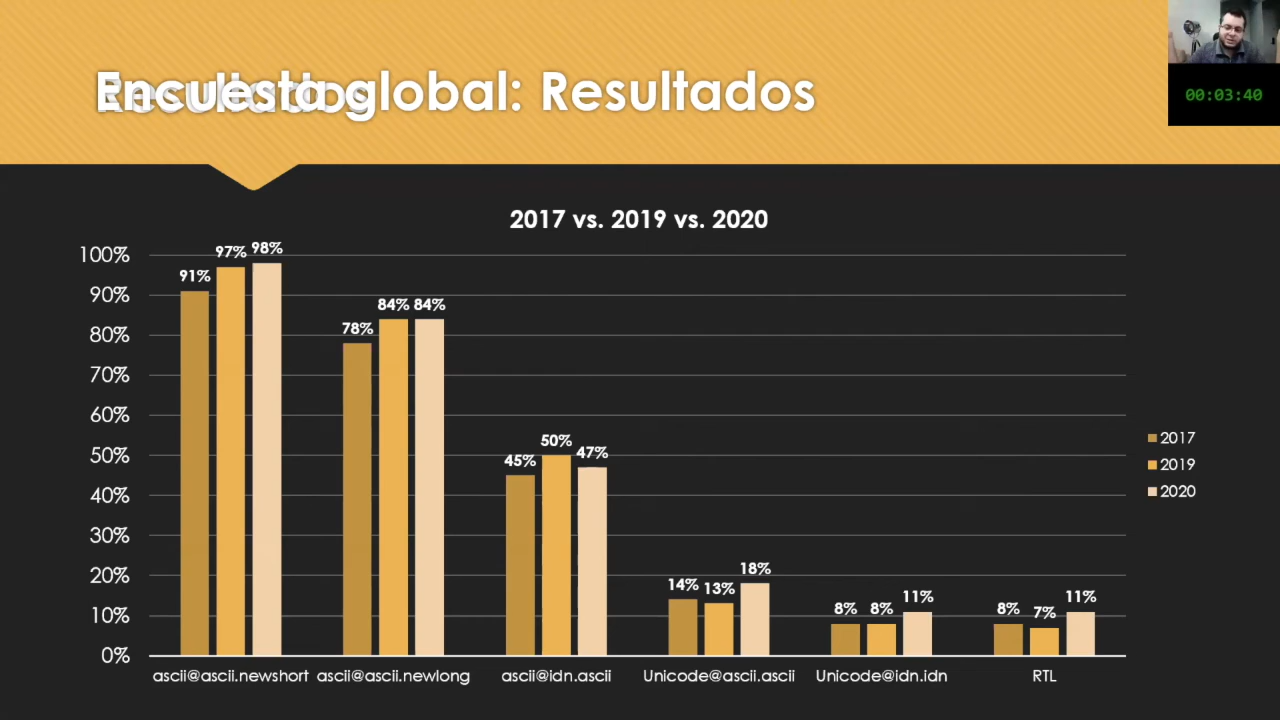 Encuesta global: Resultados
Resultados
00:03:40
2017 vs. 2019 vs. 2020
100%
90%
80%
70%
60%
50%
40%
30%
20%
10%
0%
91% 97% 98%
78% 84% 84%
45% 50% 47%
14% 13% 18%
8% 8% 11%
8% 7% 11%
ascii@ascii.newshort ascii@ascii.newlong ascii@idn.ascii Unicode@ascii.ascii Unicode@idn.idn RTL
2017
2019
2020